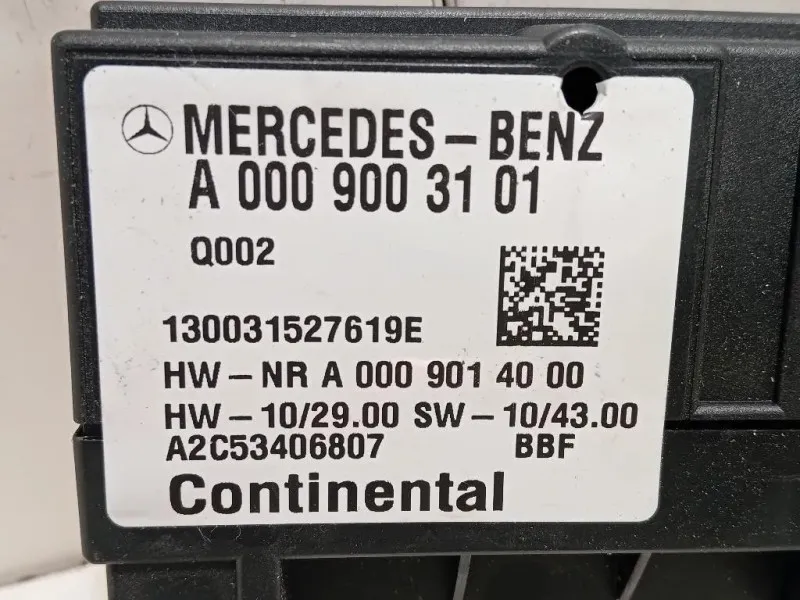 MERCEDES-BENZ
A 000 900 31 01
Q002
130031527619E
HW-NR A 000 901 40 00
HW-10/29.00 SW-10/43.00
A2C53406807 BBF
Continental